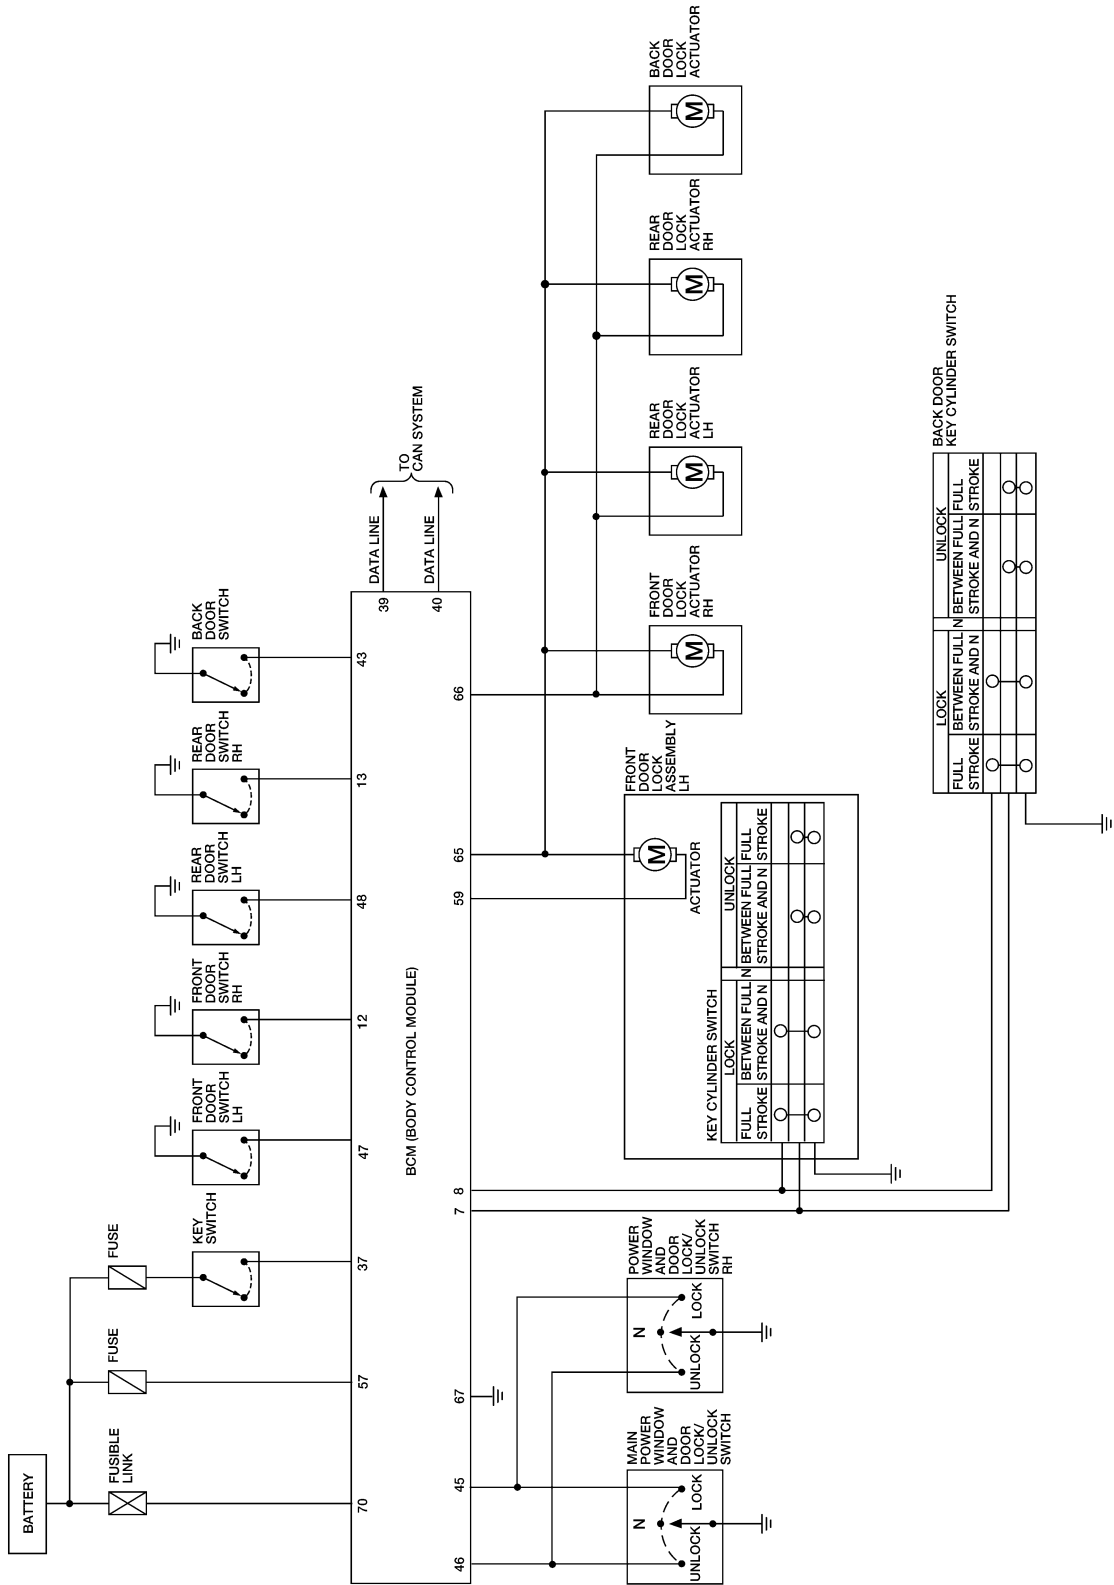 BATTERY
FUSIBLE
LINK
FUSE
FUSE
KEY
SWITCH
FRONT
DOOR
SWITCH
LH
FRONT
DOOR
SWITCH
RH
REAR
DOOR
SWITCH
LH
REAR
DOOR
SWITCH
RH
BACK
DOOR
SWITCH
70
57
37
47
12
48
13
43
39
40
DATA LINE
DATA LINE
TO
CAN SYSTEM
BCM (BODY CONTROL MODULE)
46
45
67
7
8
59
65
66
MAIN
POWER
WINDOW
AND
DOOR
LOCK/
UNLOCK
SWITCH
N
UNLOCK
LOCK
POWER
WINDOW
AND
DOOR
LOCK/
UNLOCK
SWITCH
RH
N
UNLOCK
LOCK
FRONT
DOOR
LOCK
ASSEMBLY
LH
M
ACTUATOR
KEY CYLINDER SWITCH
LOCK
UNLOCK
FULL
STROKE
BETWEEN FULL
STROKE AND N
N
BETWEEN FULL
STROKE AND N
FULL
STROKE
FRONT
DOOR
LOCK
ACTUATOR
RH
M
REAR
DOOR
LOCK
ACTUATOR
LH
M
REAR
DOOR
LOCK
ACTUATOR
RH
M
BACK
DOOR
LOCK
ACTUATOR
M
BACK DOOR
KEY CYLINDER SWITCH
LOCK
UNLOCK
FULL
STROKE
BETWEEN FULL
STROKE AND N
N
BETWEEN FULL
STROKE AND N
FULL
STROKE